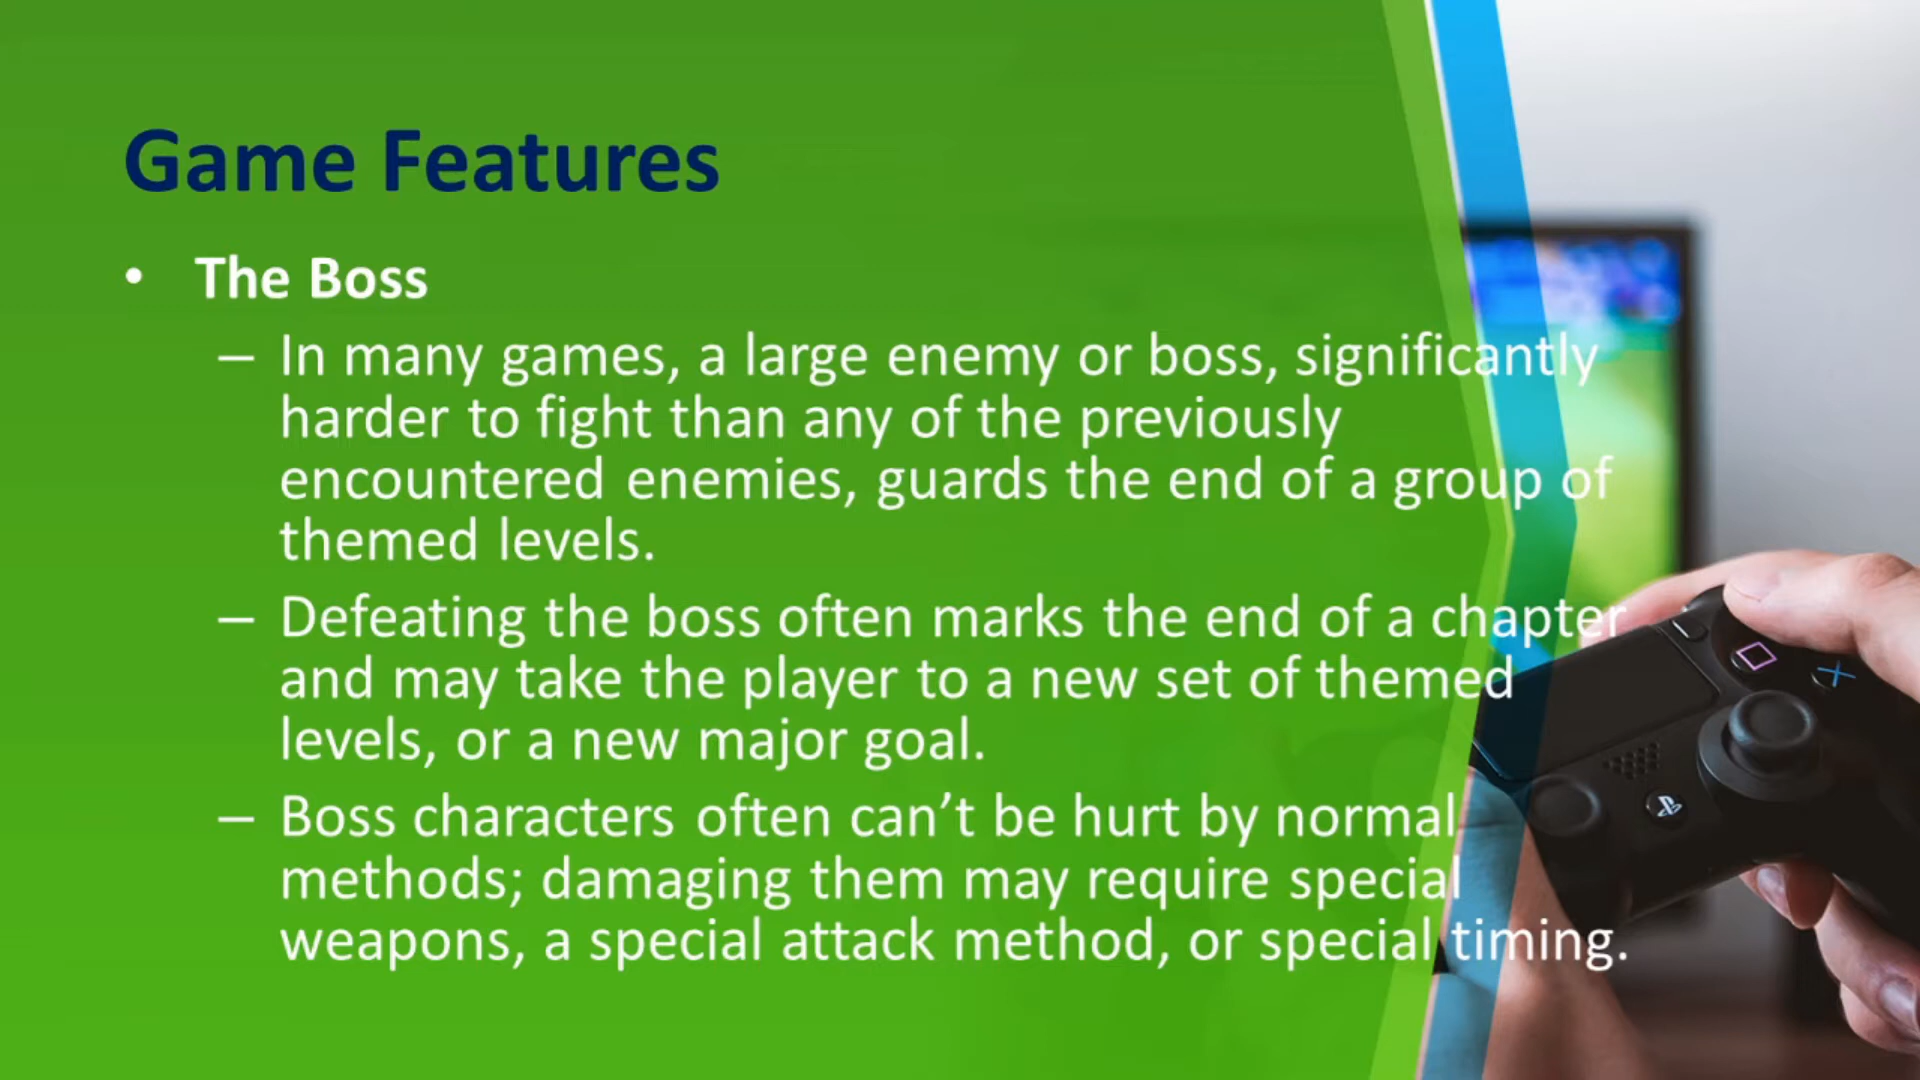 Game Features
• The Boss
– In many games, a large enemy or boss, significantly
harder to fight than any of the previously
encountered enemies, guards the end of a group of
themed levels.
– Defeating the boss often marks the end of a chapter
and may take the player to a new set of themed
levels, or a new major goal.
– Boss characters often can’t be hurt by normal
methods; damaging them may require special
weapons, a special attack method, or special timing.